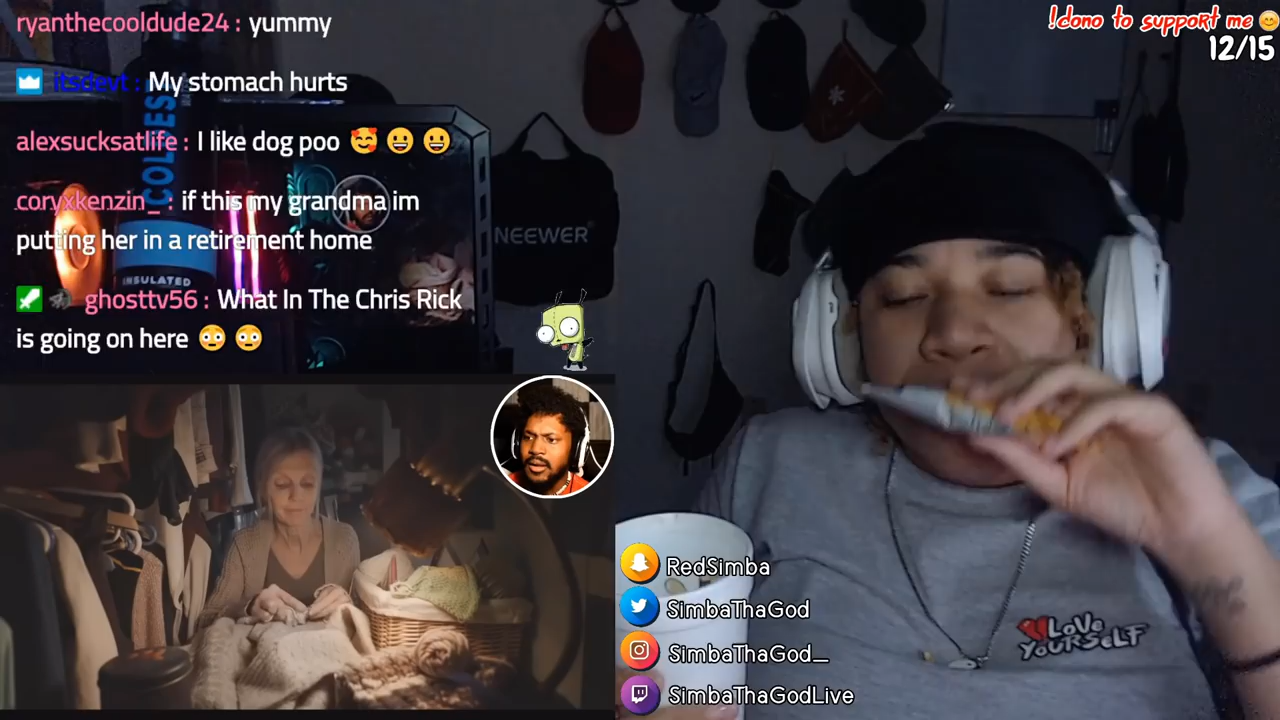 ryanthecooldude24 : yummy
itsdevt : My stomach hurts
alexsucksatlife : I like dog poo 🥰 😀 😀
coryxkenzin_ : if this my grandma im
putting her in a retirement home
ghosttv56 : What In The Chris Rick
is going on here 😳 😳
COLDEST
INSULATED
NEEWER
!dono to support me 😊
12/15
RedSimba
SimbaThaGod
SimbaThaGod_
SimbaThaGodLive
LOVE
YOURSELF